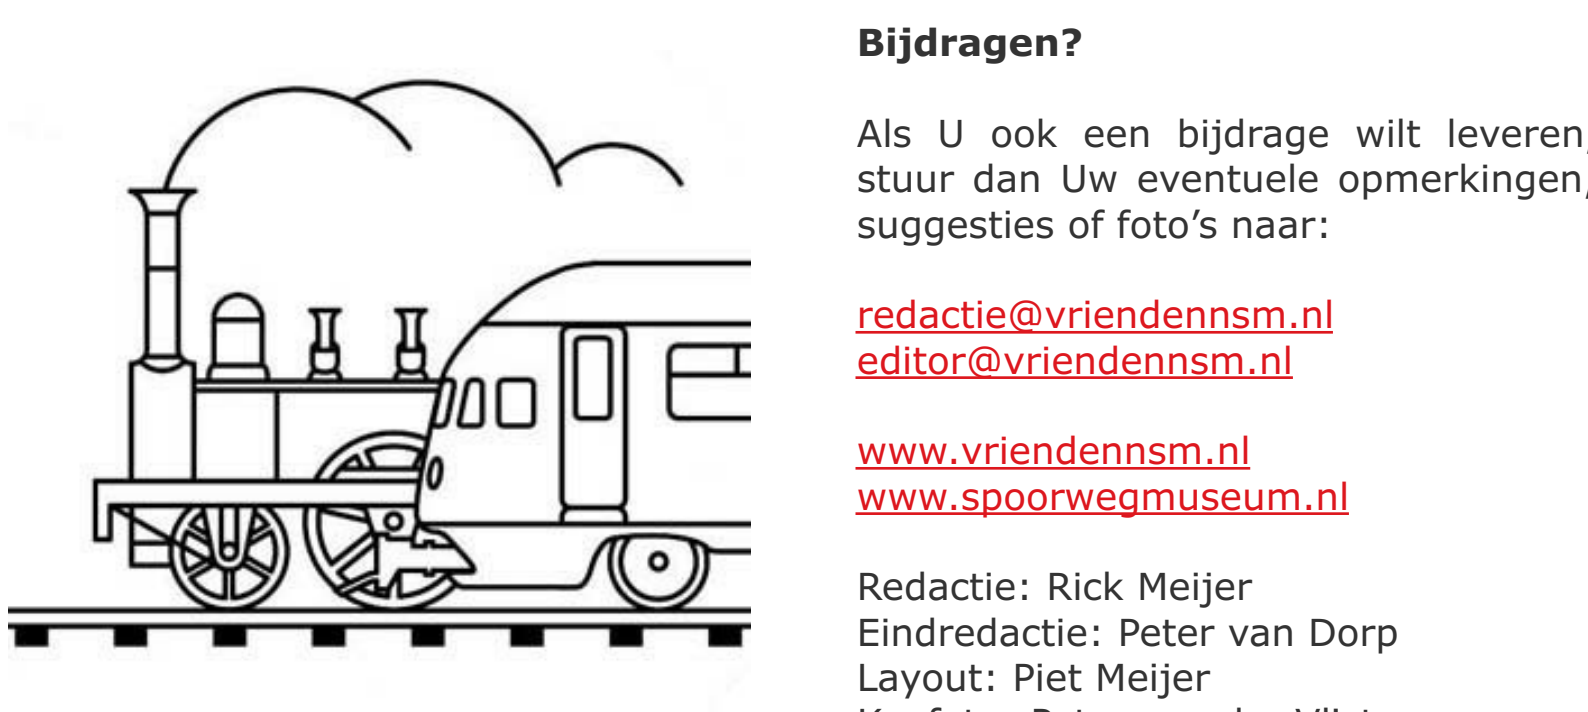 Bijdragen?
Als U ook een bijdrage wilt leveren,
stuur dan Uw eventuele opmerkingen,
suggesties of foto’s naar:
redactie@vriendennsm.nl
editor@vriendennsm.nl
www.vriendennsm.nl
www.spoorwegmuseum.nl
Redactie: Rick Meijer
Eindredactie: Peter van Dorp
Layout: Piet Meijer